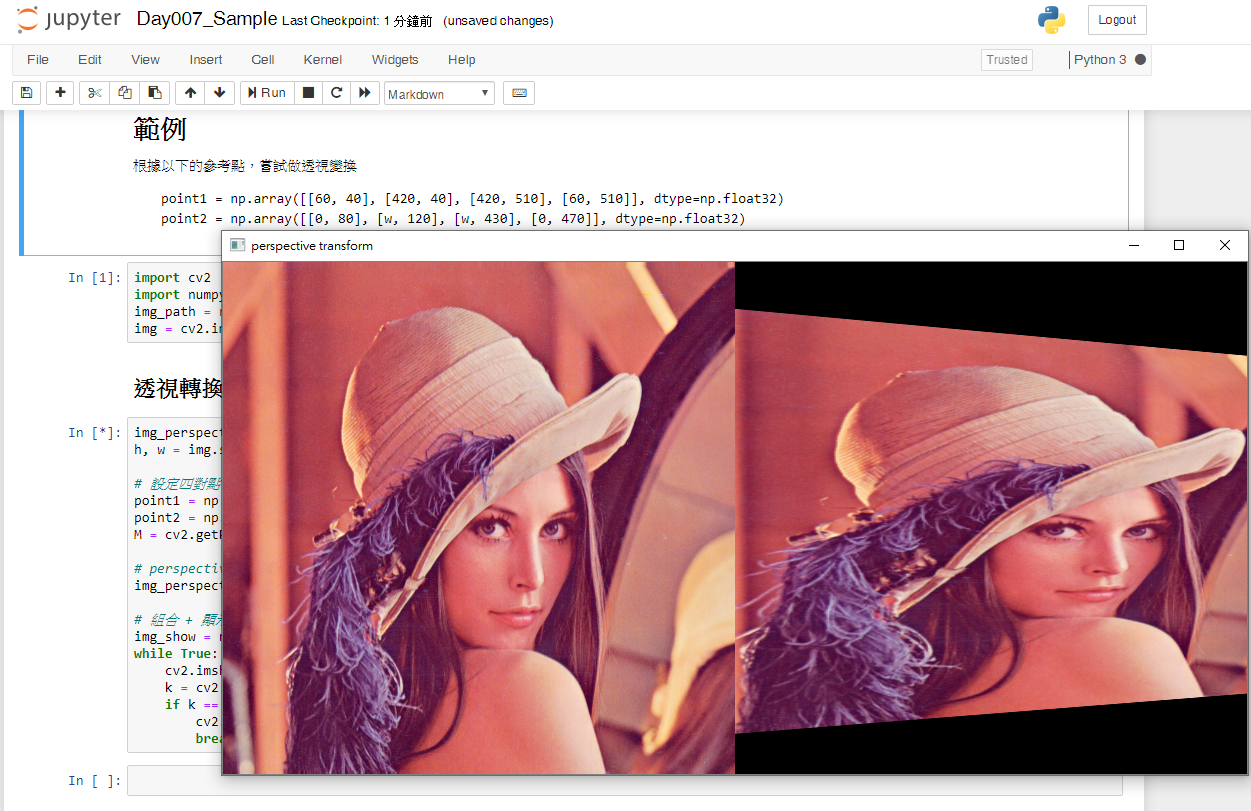 jupyter Day007_Sample Last Checkpoint: 1 分鐘前 (unsaved changes) Logout
File Edit View Insert Cell Kernel Widgets Help Trusted Python 3
Run Markdown
範例
根據以下的參考點，嘗試做透視變換
point1 = np.array([[60, 40], [420, 40], [420, 510], [60, 510]], dtype=np.float32)
point2 = np.array([[0, 80], [w, 120], [w, 430], [0, 470]], dtype=np.float32)
perspective transform
In [1]: import cv2
import numpy
img_path =
img = cv2.im
透視轉換
In [*]: img_perspect
h, w = img.s
# 設定四對點
point1 = np
point2 = np
M = cv2.get
# perspectiv
img_perspect
# 組合 + 顯
img_show =
while True:
cv2.imsh
k = cv2
if k ==
cv2
brea
In [ ]: